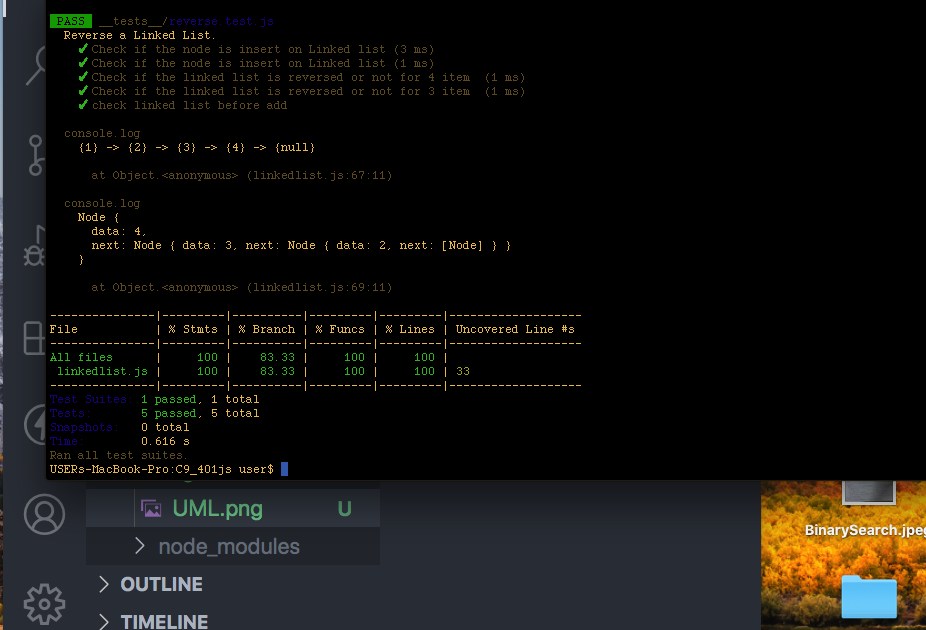 PASS __tests__/reverse.test.js
Reverse a Linked List.
✓ Check if the node is insert on Linked list (3 ms)
✓ Check if the node is insert on Linked list (1 ms)
✓ Check if the linked list is reversed or not for 4 item  (1 ms)
✓ Check if the linked list is reversed or not for 3 item  (1 ms)
✓ check linked list before add
console.log
{1} -> {2} -> {3} -> {4} -> {null}
at Object.<anonymous> (linkedlist.js:67:11)
console.log
Node {
data: 4,
next: Node { data: 3, next: Node { data: 2, next: [Node] } }
}
at Object.<anonymous> (linkedlist.js:69:11)
---------------|---------|----------|---------|---------|-------------------
File           | % Stmts | % Branch | % Funcs | % Lines | Uncovered Line #s
---------------|---------|----------|---------|---------|-------------------
All files      |     100 |    83.33 |     100 |     100 |
linkedlist.js |     100 |    83.33 |     100 |     100 | 33
---------------|---------|----------|---------|---------|-------------------
Test Suites: 1 passed, 1 total
Tests:       5 passed, 5 total
Snapshots:   0 total
Time:        0.616 s
Ran all test suites.
USERs-MacBook-Pro:C9_401js user$
UML.png U
node_modules
OUTLINE
TIMELINE
BinarySearch.jpeg